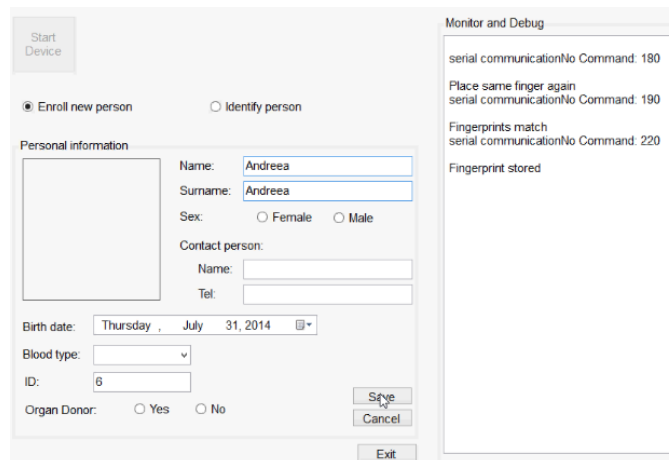 Start
Device
Enroll new person
Identify person
Personal information
Name: Andreea
Surname: Andreea
Sex: Female Male
Contact person:
Name:
Tel:
Birth date: Thursday , July 31, 2014
Blood type:
ID: 6
Organ Donor: Yes No
Save
Cancel
Exit
Monitor and Debug
serial communicationNo Command: 180
Place same finger again
serial communicationNo Command: 190
Fingerprints match
serial communicationNo Command: 220
Fingerprint stored